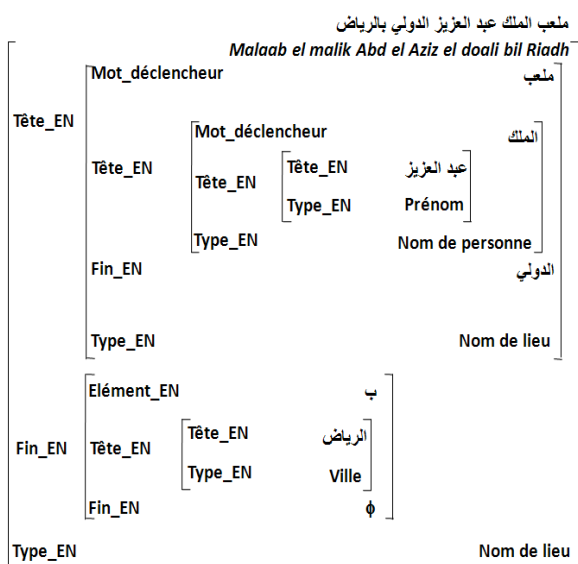 ملعب الملك عبد العزيز الدولي بالرياض
Malaab el malik Abd el Aziz el doali bil Riadh
Mot_déclencheur ملعب
Tête_EN
Mot_déclencheur الملك
Tête_EN
Tête_EN
Tête_EN عبد العزيز
Type_EN Prénom
Type_EN Nom de personne
Fin_EN الدولي
Type_EN Nom de lieu
Elément_EN ب
Fin_EN
Tête_EN
Tête_EN الرياض
Type_EN Ville
Fin_EN ϕ
Type_EN Nom de lieu